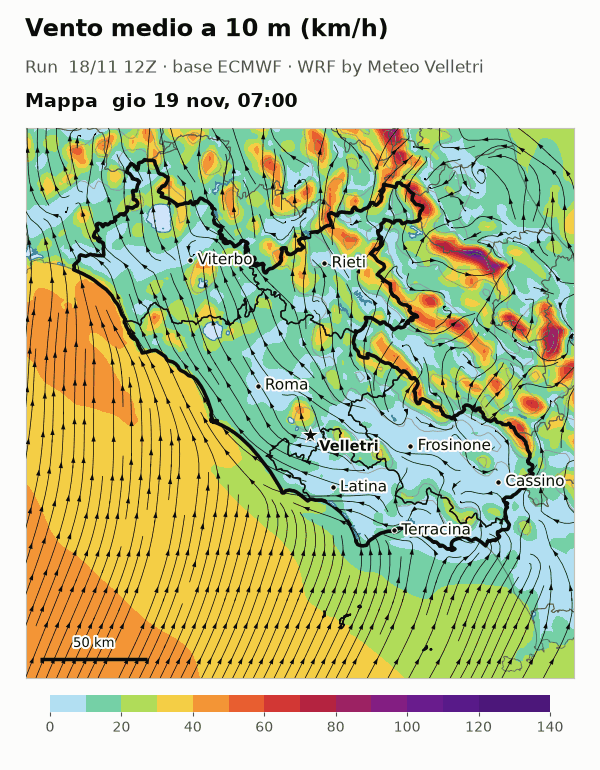 Vento medio a 10 m (km/h)
Run 18/11 12Z · base ECMWF · WRF by Meteo Velletri
Mappa gio 19 nov, 07:00
Viterbo
Rieti
Roma
Velletri
Frosinone
Cassino
Latina
Terracina
50 km
0 20 40 60 80 100 120 140